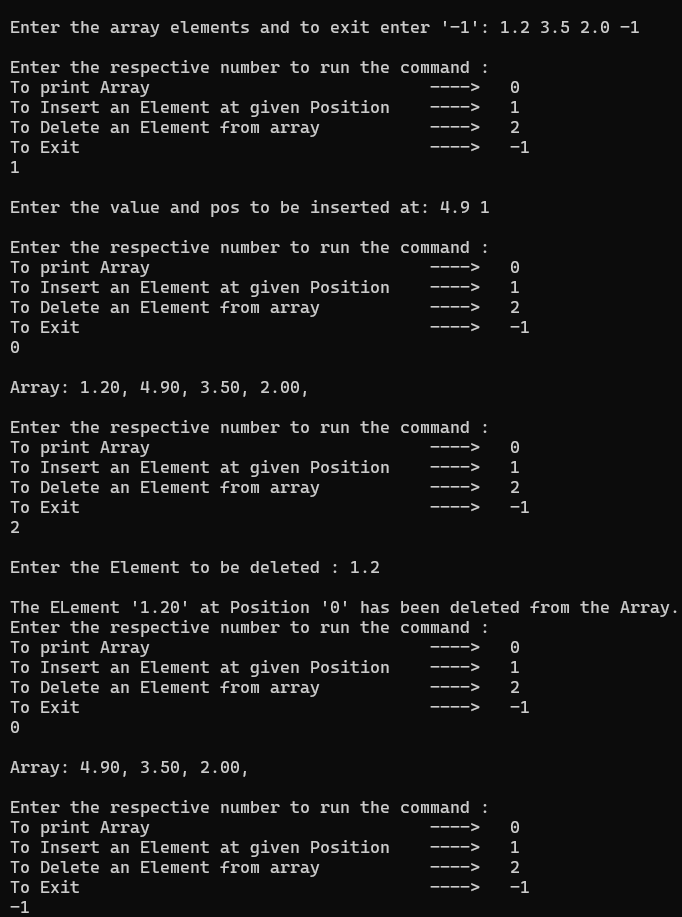 Enter the array elements and to exit enter '-1': 1.2 3.5 2.0 -1
Enter the respective number to run the command :
To print Array ----> 0
To Insert an Element at given Position ----> 1
To Delete an Element from array ----> 2
To Exit ----> -1
1
Enter the value and pos to be inserted at: 4.9 1
Enter the respective number to run the command :
To print Array ----> 0
To Insert an Element at given Position ----> 1
To Delete an Element from array ----> 2
To Exit ----> -1
0
Array: 1.20, 4.90, 3.50, 2.00,
Enter the respective number to run the command :
To print Array ----> 0
To Insert an Element at given Position ----> 1
To Delete an Element from array ----> 2
To Exit ----> -1
2
Enter the Element to be deleted : 1.2
The ELement '1.20' at Position '0' has been deleted from the Array.
Enter the respective number to run the command :
To print Array ----> 0
To Insert an Element at given Position ----> 1
To Delete an Element from array ----> 2
To Exit ----> -1
0
Array: 4.90, 3.50, 2.00,
Enter the respective number to run the command :
To print Array ----> 0
To Insert an Element at given Position ----> 1
To Delete an Element from array ----> 2
To Exit ----> -1
-1